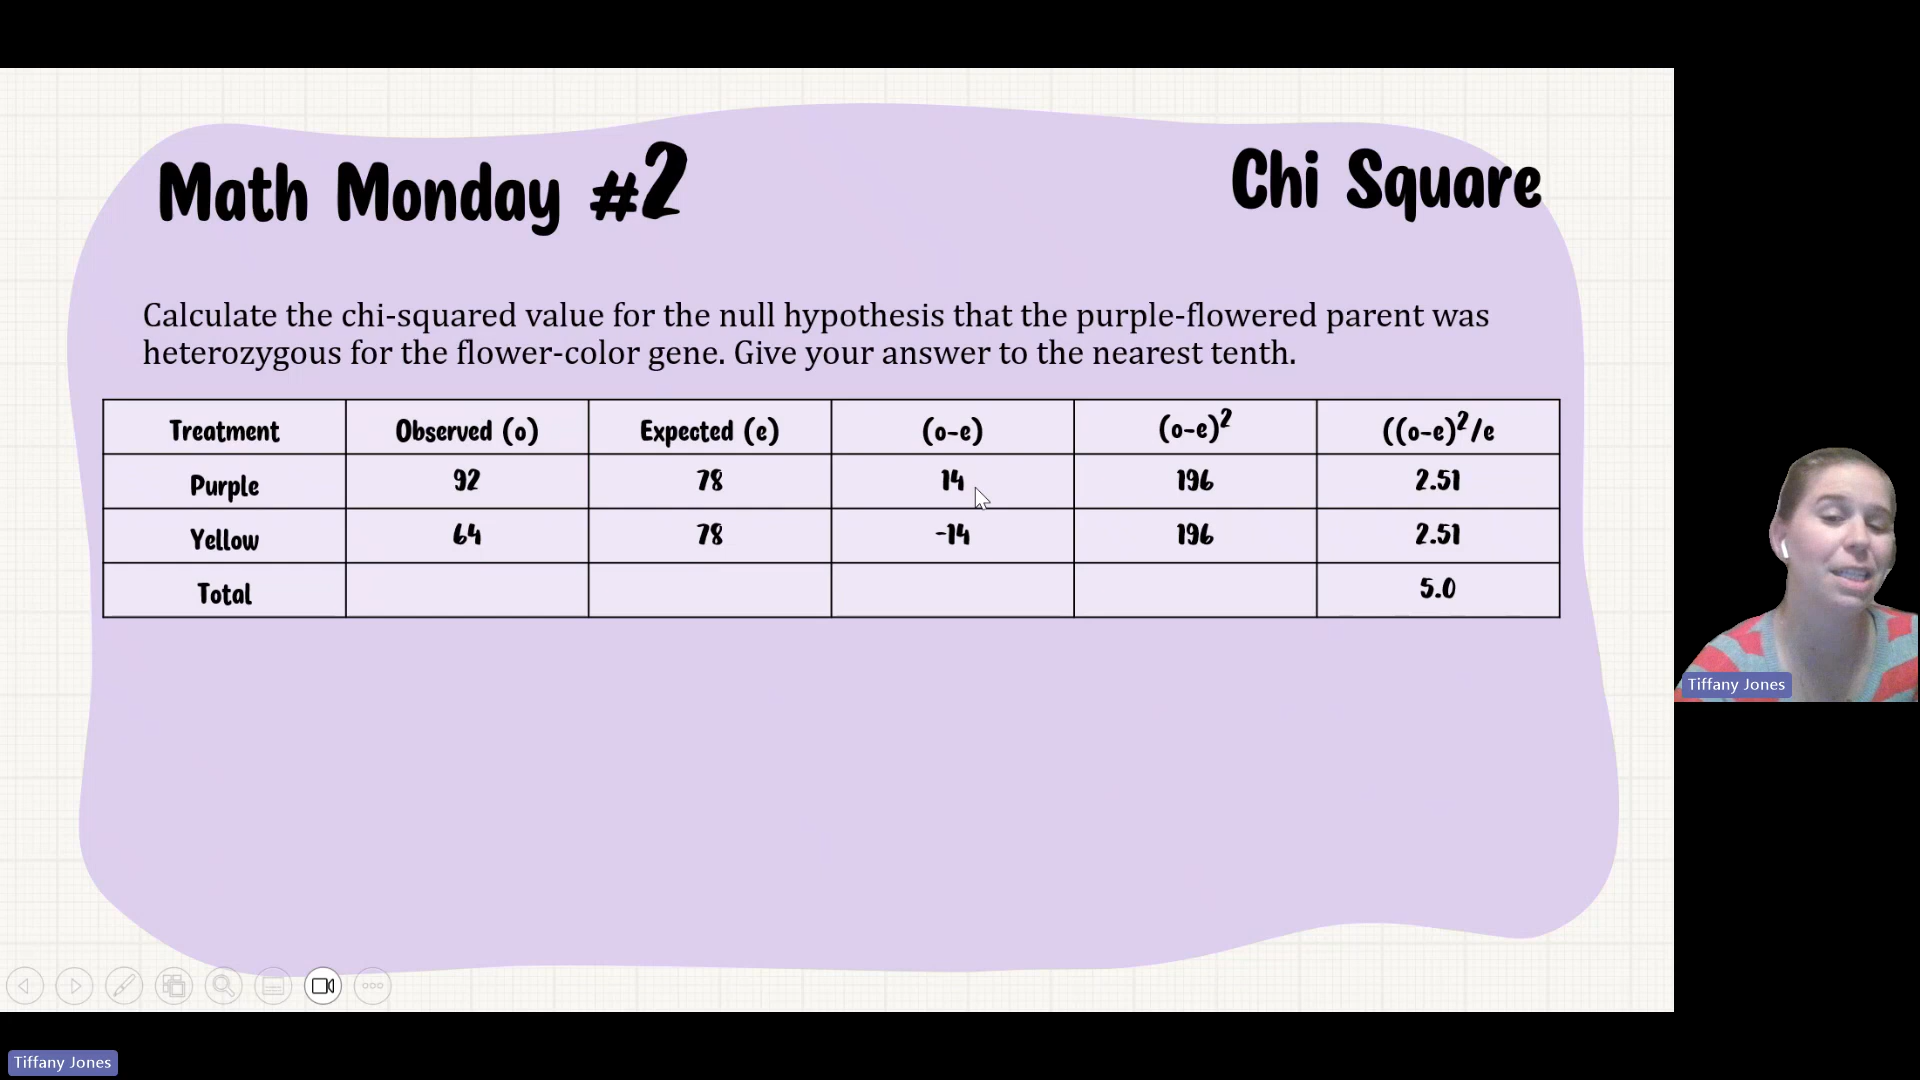 Math Monday #2
Chi Square
Calculate the chi-squared value for the null hypothesis that the purple-flowered parent was
heterozygous for the flower-color gene. Give your answer to the nearest tenth.
Treatment Observed (o) Expected (e) (o-e) (o-e)² ((o-e)²/e
Purple 92 78 14 196 2.51
Yellow 64 78 -14 196 2.51
Total 5.0
Tiffany Jones
Tiffany Jones